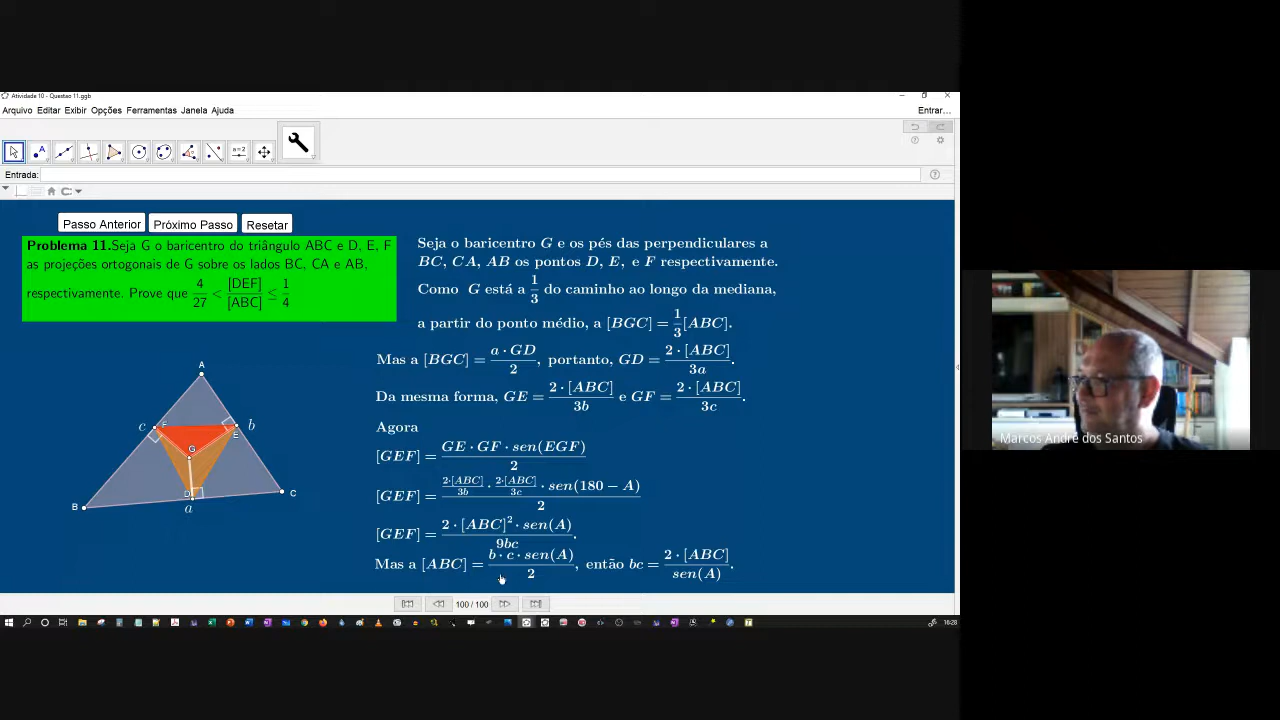 Atividade 10 - Questao 11.ggb
Arquivo Editar Exibir Opções Ferramentas Janela Ajuda
Entrar...
A
a=2
Entrada:
Passo Anterior Próximo Passo Resetar
Problema 11.Seja G o baricentro do triângulo ABC e D, E, F
as projeções ortogonais de G sobre os lados BC, CA e AB,
respectivamente. Prove que 4/27 < [DEF]/[ABC] ≤ 1/4
Seja o baricentro G e os pés das perpendiculares a
BC, CA, AB os pontos D, E, e F respectivamente.
Como G está a 1/3 do caminho ao longo da mediana,
a partir do ponto médio, a [BGC] = 1/3[ABC].
Mas a [BGC] = a · GD/2, portanto, GD = 2 · [ABC]/3a.
Da mesma forma, GE = 2 · [ABC]/3b e GF = 2 · [ABC]/3c.
Agora
[GEF] = GE · GF · sen(EGF)/2
[GEF] = 2·[ABC]/3b · 2·[ABC]/3c · sen(180 − A)/2
[GEF] = 2 · [ABC]² · sen(A)/9bc.
Mas a [ABC] = b · c · sen(A)/2, então bc = 2 · [ABC]/sen(A).
A
c F E b
G
D
B a C
100 / 100
16:28
Marcos André dos Santos